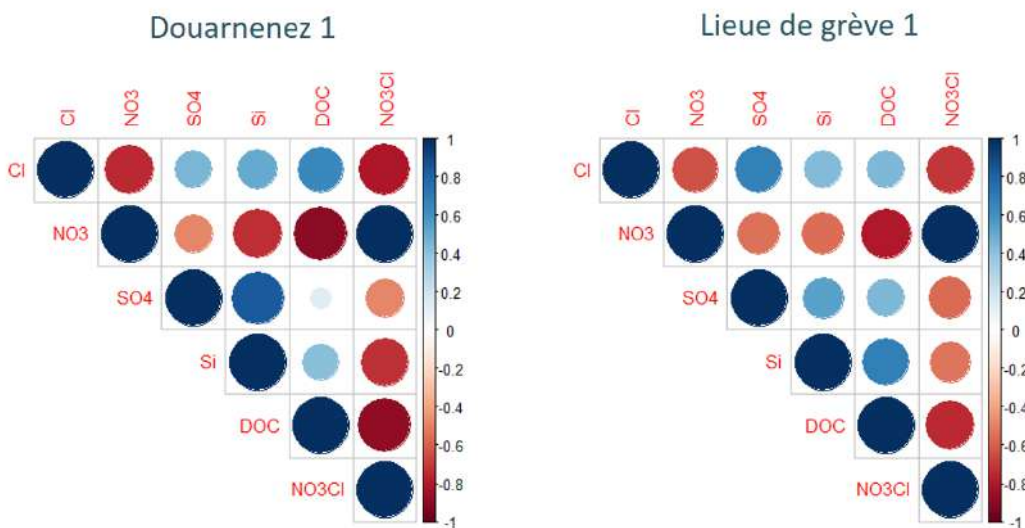 Douarnenez 1
Cl NO3 SO4 Si DOC NO3Cl
Cl
NO3
SO4
Si
DOC
NO3Cl
1
0.8
0.6
0.4
0.2
0
-0.2
-0.4
-0.6
-0.8
-1
Lieue de grève 1
Cl NO3 SO4 Si DOC NO3Cl
Cl
NO3
SO4
Si
DOC
NO3Cl
1
0.8
0.6
0.4
0.2
0
-0.2
-0.4
-0.6
-0.8
-1